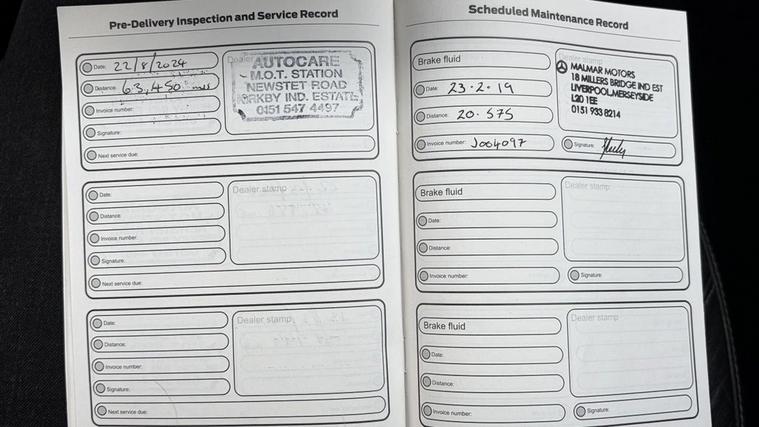 Pre-Delivery Inspection and Service Record
Date: 22/8/2024
Distance: 63,450 mls
Invoice number:
Signature:
Next service due:
Dealer
AUTOCARE
M.O.T. STATION
NEWSTET ROAD
KIRKBY IND. ESTATE
0151 547 4497
Date:
Distance:
Invoice number:
Signature:
Next service due:
Dealer stamp
Date:
Distance:
Invoice number:
Signature:
Next service due:
Dealer stamp
Scheduled Maintenance Record
Brake fluid
Date: 23·2·19
Distance: 20·575
Invoice number: J004097
Dealer stamp
MALMAR MOTORS
18 MILLERS BRIDGE IND EST
LIVERPOOL,MERSEYSIDE
L20 1EE
0151 933 8214
Signature:
Brake fluid
Date:
Distance:
Invoice number:
Dealer stamp
Signature:
Brake fluid
Date:
Distance:
Invoice number:
Dealer stamp
Signature: